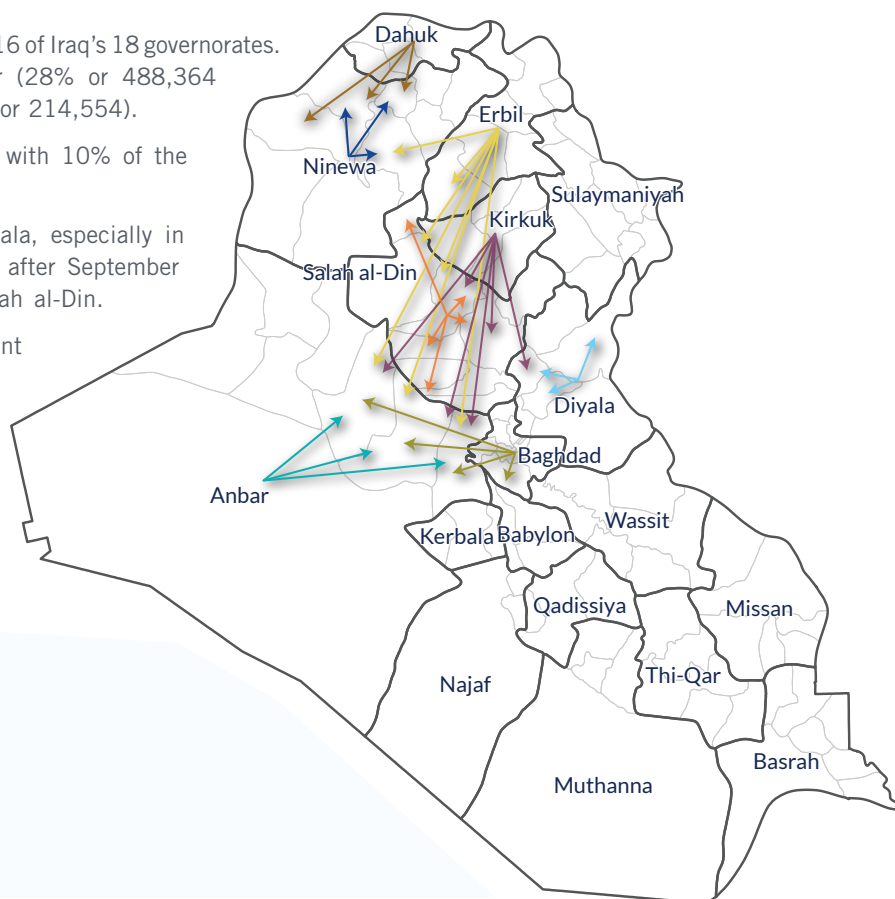 16 of Iraq's 18 governorates.
(28% or 488,364
or 214,554).
with 10% of the
ala, especially in
after September
ah al-Din.
nt
Dahuk
Erbil
Ninewa
Sulaymaniyah
Kirkuk
Salah al-Din
Diyala
Baghdad
Anbar
Wassit
Kerbala
Babylon
Qadissiya
Missan
Najaf
Thi-Qar
Basrah
Muthanna